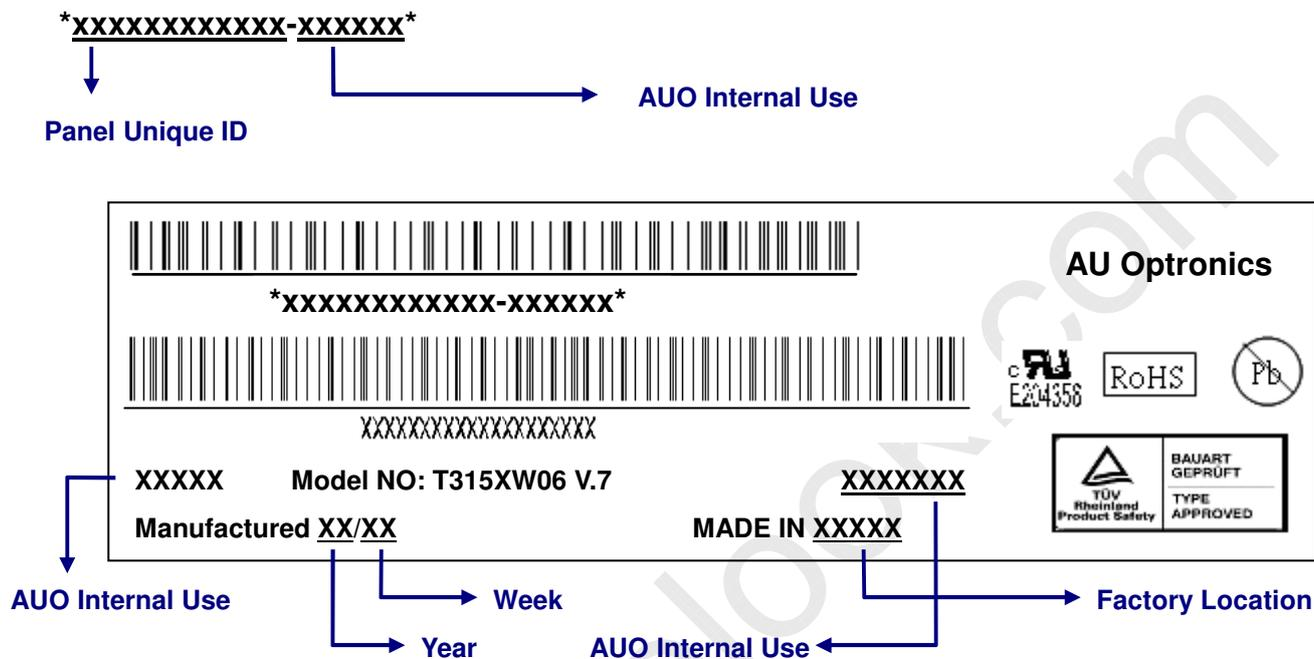 *xxxxxxxxxxxx-xxxxxx*
AUO Internal Use
Panel Unique ID
AU Optronics
*xxxxxxxxxxxx-xxxxxx*
c
E204356
RoHS
Pb
XXXXXXXXXXXXXXXXXXXX
XXXXX Model NO: T315XW06 V.7 XXXXXXX
BAUART
GEPRÜFT
TÜV
Rheinland
Product Safety
TYPE
APPROVED
Manufactured XX/XX MADE IN XXXXX
AUO Internal Use
Week
Factory Location
Year
AUO Internal Use